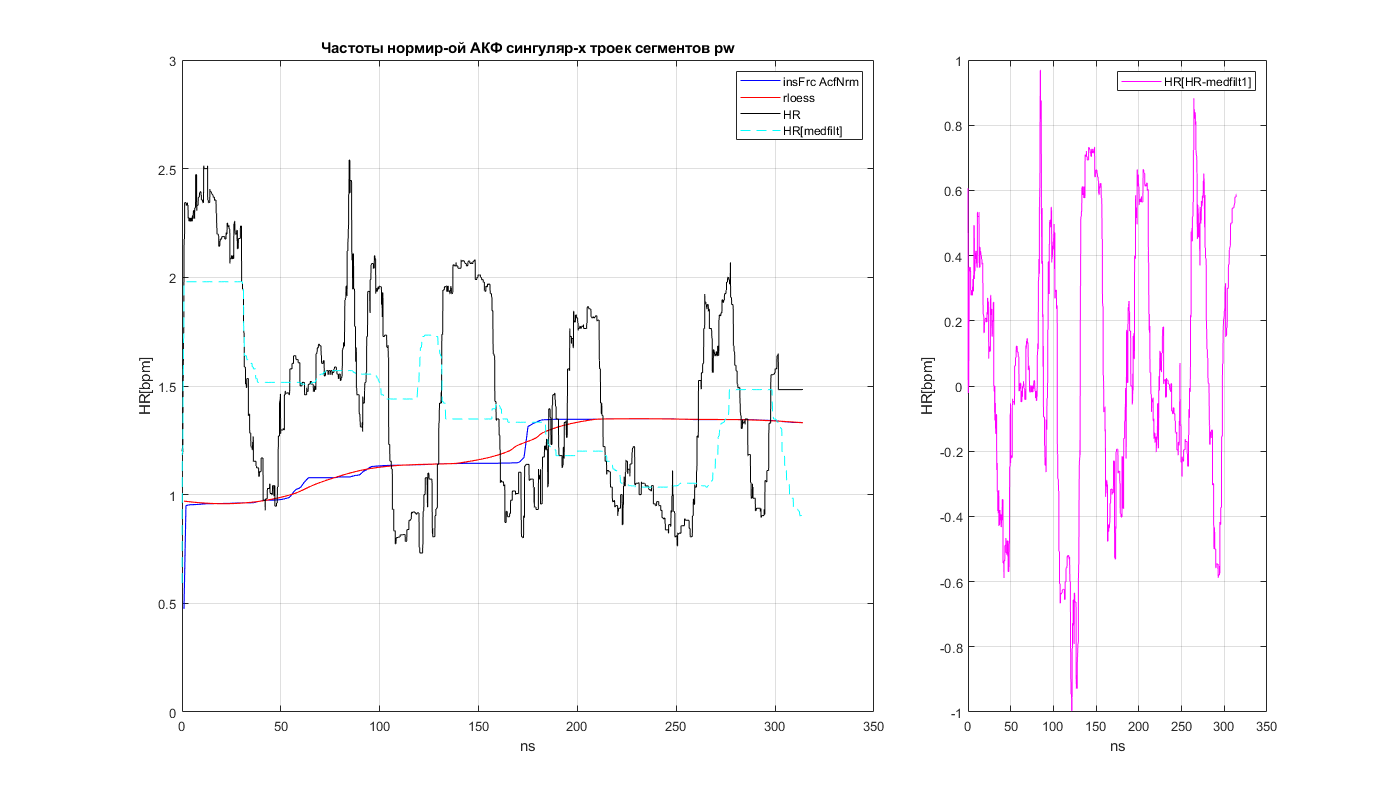 Частоты нормир-ой АКФ сингуляр-х троек сегментов pw
3
2.5
2
1.5
1
0.5
0
HR[bpm]
insFrc AcfNrm
rloess
HR
HR[medfilt]
0 50 100 150 200 250 300 350
ns
1
0.8
0.6
0.4
0.2
0
-0.2
-0.4
-0.6
-0.8
-1
HR[bpm]
HR[HR-medfilt1]
0 50 100 150 200 250 300 350
ns